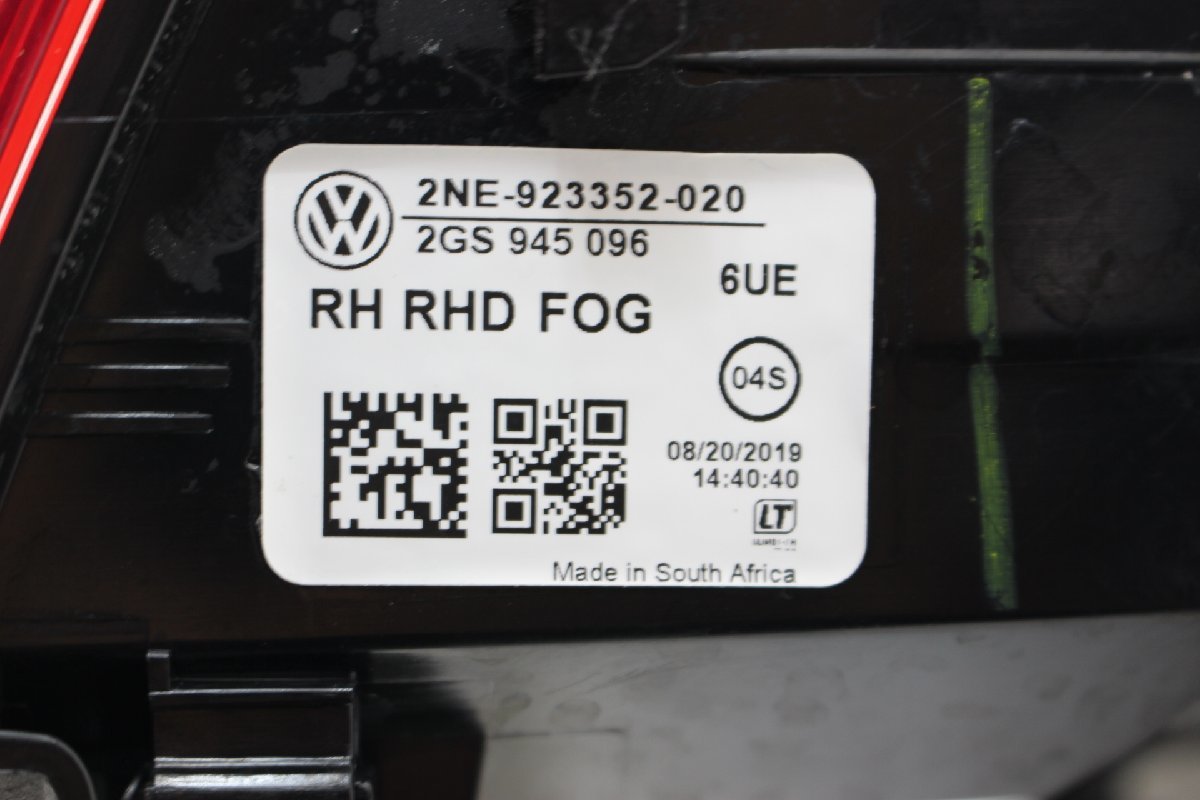 2NE-923352-020
2GS 945 096
6UE
RH RHD FOG
04S
08/20/2019
14:40:40
LT
Made in South Africa